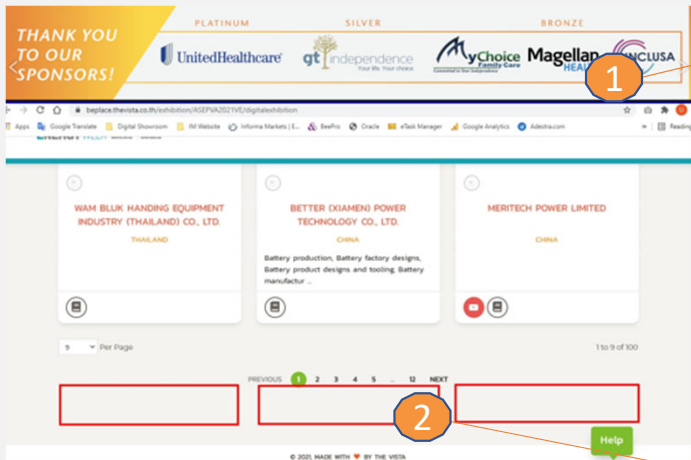 THANK YOU
TO OUR
SPONSORS!
PLATINUM
SILVER
BRONZE
UnitedHealthcare
gt independence
Your life. Your choice.
MyChoice
Family Care
Magellan
HEAL
INCLUSA
1
beplace.thevista.co.th/exhibition/ASEPVA2021VE/digitalexhibition
Apps
Google Translate
Digital Showroom
IM Website
Informa Markets | E...
BeePro
Oracle
eTask Manager
Google Analytics
Adestra.com
Reading
WAM BLUK HANDING EQUIPMENT
INDUSTRY (THAILAND) CO., LTD.
THAILAND
BETTER (XIAMEN) POWER
TECHNOLOGY CO., LTD.
CHINA
Battery production, Battery factory designs,
Battery product designs and tooling, Battery
manufactur ...
MERITECH POWER LIMITED
CHINA
9 Per Page
1 to 9 of 100
PREVIOUS 1 2 3 4 5 ... 12 NEXT
2
Help
© 2021, MADE WITH ❤ BY THE VISTA